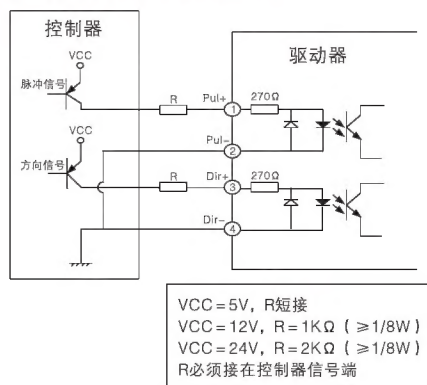 控制器
驱动器
VCC
脉冲信号
R
Pul+
1
270Ω
VCC
Pul-
2
方向信号
R
Dir+
3
270Ω
Dir-
4
VCC=5V，R短接
VCC=12V，R=1KΩ（≥1/8W）
VCC=24V，R=2KΩ（≥1/8W）
R必须接在控制器信号端